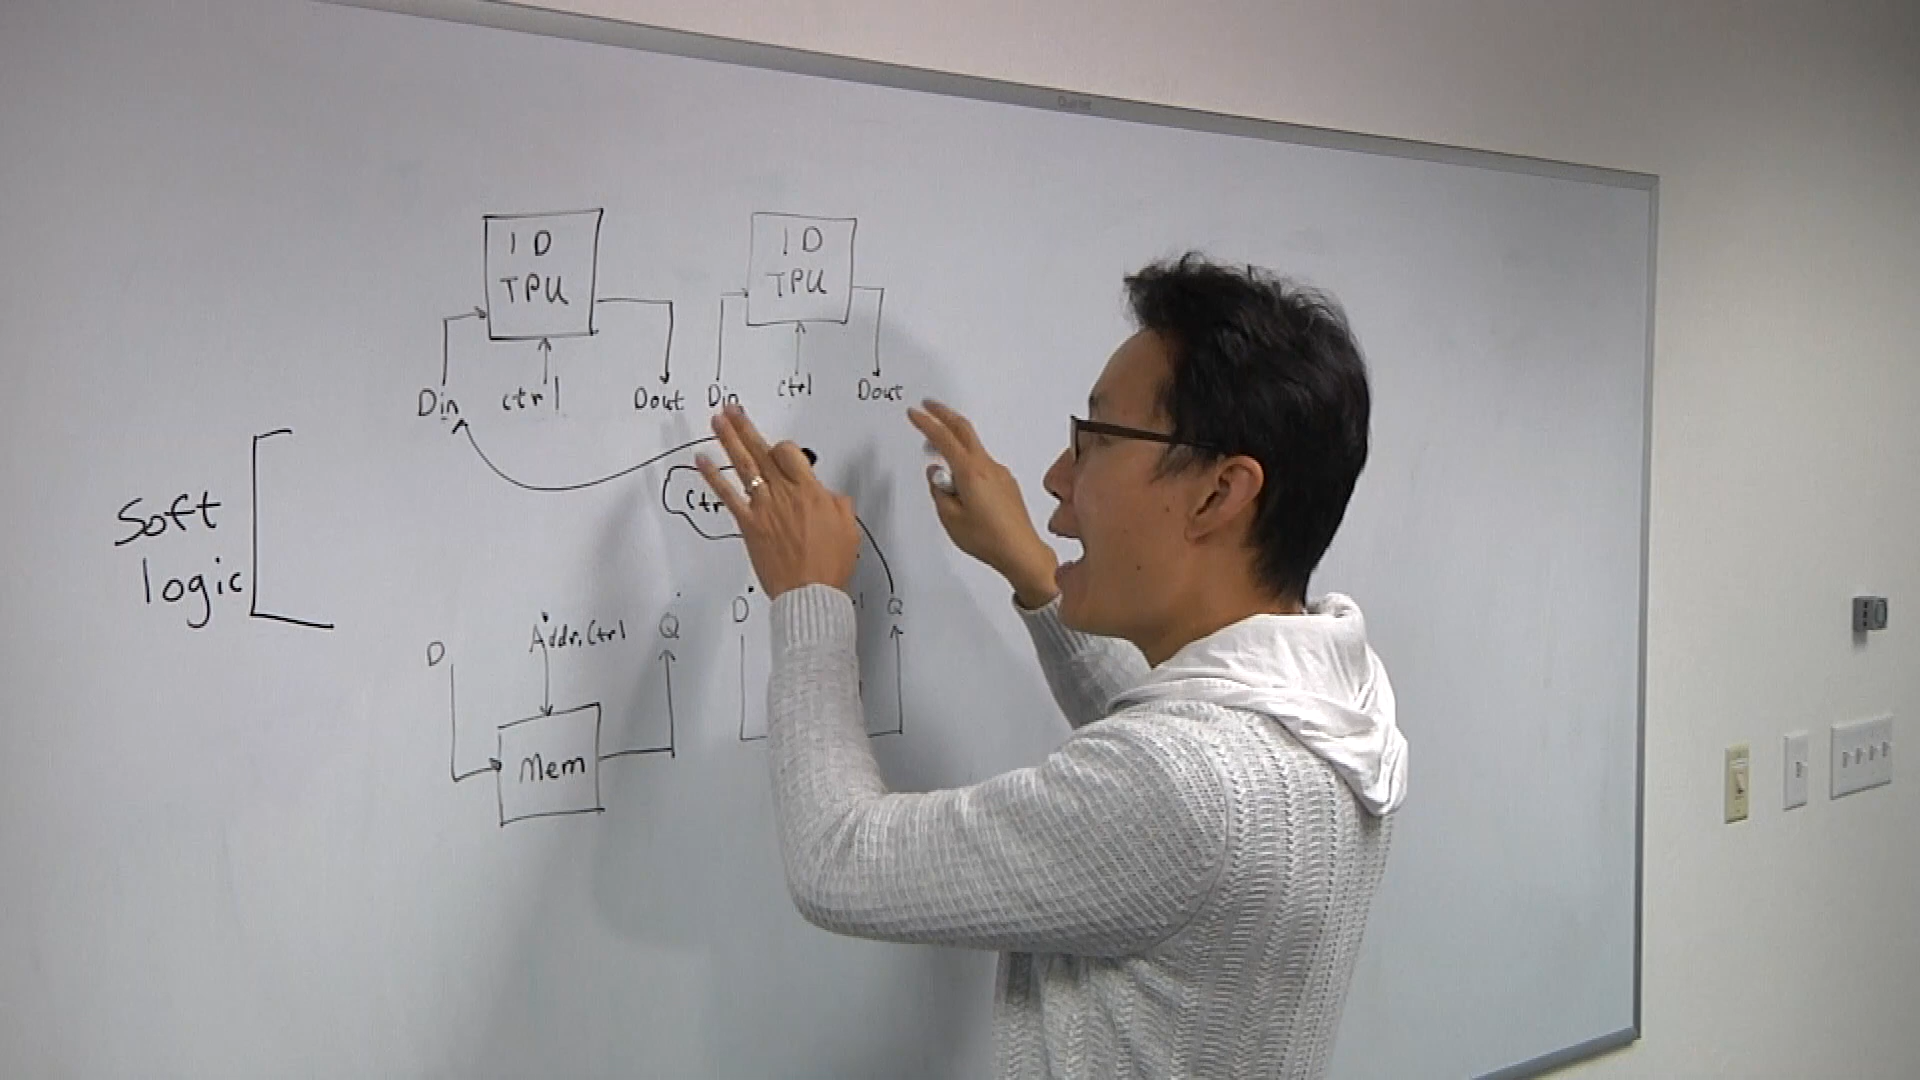 1D
TPU
1D
TPU
Din
ctrl
Dout
Din
ctrl
Dout
Soft
logic
D
Addr, Ctrl
Q
D
Q
Mem